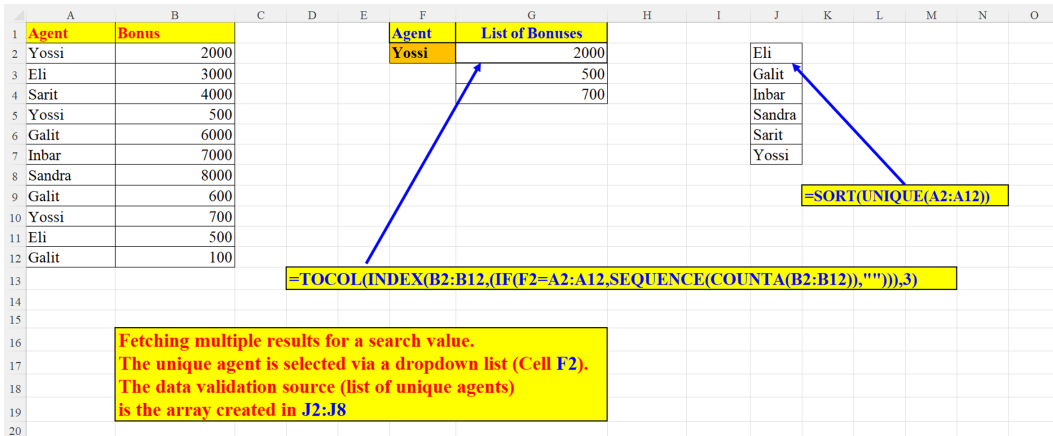 A B C D E F G H I J K L M N O
1 Agent Bonus Agent List of Bonuses
2 Yossi 2000 Yossi 2000 Eli
3 Eli 3000 500 Galit
4 Sarit 4000 700 Inbar
5 Yossi 500 Sandra
6 Galit 6000 Sarit
7 Inbar 7000 Yossi
8 Sandra 8000
9 Galit 600 =SORT(UNIQUE(A2:A12))
10 Yossi 700
11 Eli 500
12 Galit 100
13 =TOCOL(INDEX(B2:B12,(IF(F2=A2:A12,SEQUENCE(COUNTA(B2:B12)),""))),3)
14
15
16 Fetching multiple results for a search value.
17 The unique agent is selected via a dropdown list (Cell F2).
18 The data validation source (list of unique agents)
19 is the array created in J2:J8
20